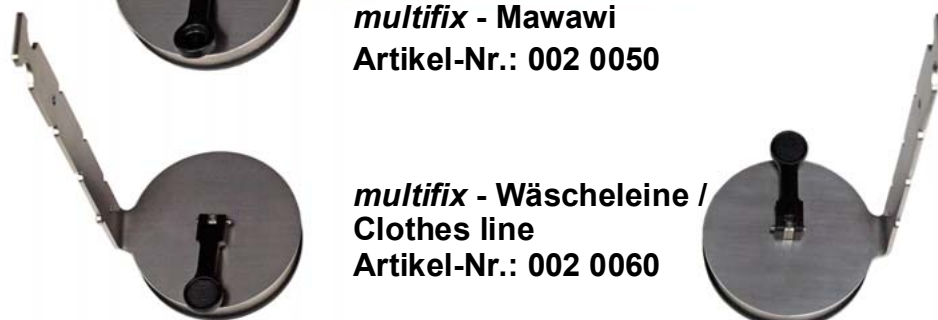 multifix - Mawawi
Artikel-Nr.: 002 0050
multifix - Wäscheleine /
Clothes line
Artikel-Nr.: 002 0060